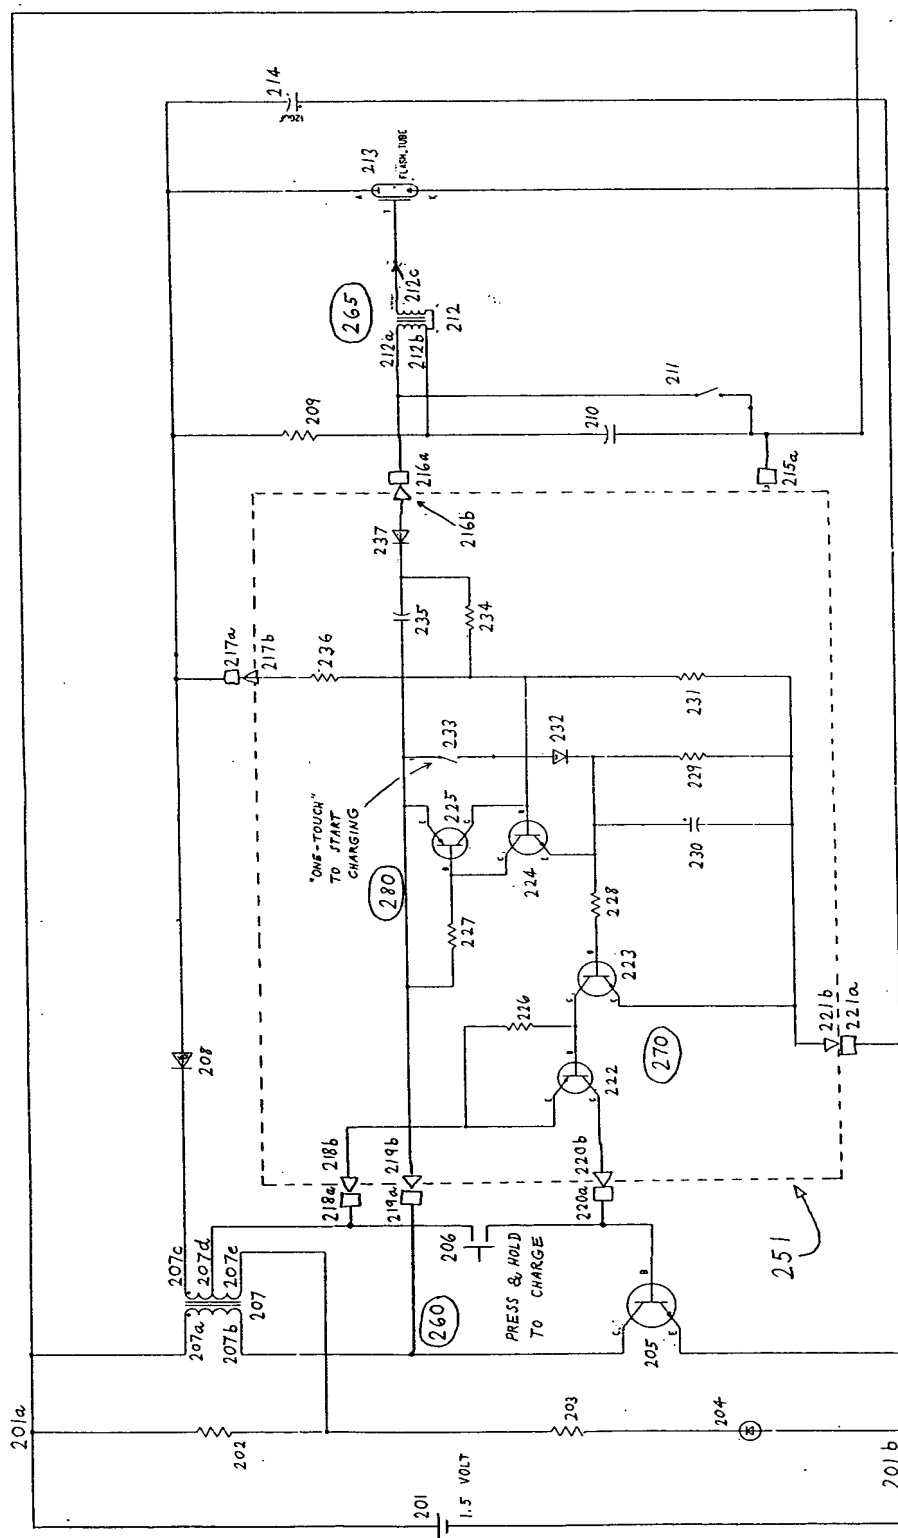 201a
201
1.5 VOLT
201b
202
203
204
207a
207b
207
207c
207d
207e
205
B
C
E
206
PRESS & HOLD
TO CHARGE
260
208
218a
218b
219a
219b
220a
220b
251
222
B
E
C
226
270
223
B
C
E
221b
221a
280
227
228
"ONE-TOUCH"
TO START
CHARGING
225
B
E
C
224
B
C
E
230
229
233
232
217a
217b
236
231
235
234
237
216b
216a
215a
209
210
211
212a
212b
212
212c
265
213
FLASH TUBE
A
T
K
214